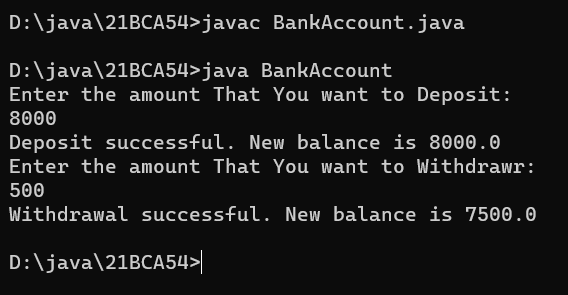 D:\java\21BCA54>javac BankAccount.java
D:\java\21BCA54>java BankAccount
Enter the amount That You want to Deposit:
8000
Deposit successful. New balance is 8000.0
Enter the amount That You want to Withdrawr:
500
Withdrawal successful. New balance is 7500.0
D:\java\21BCA54>